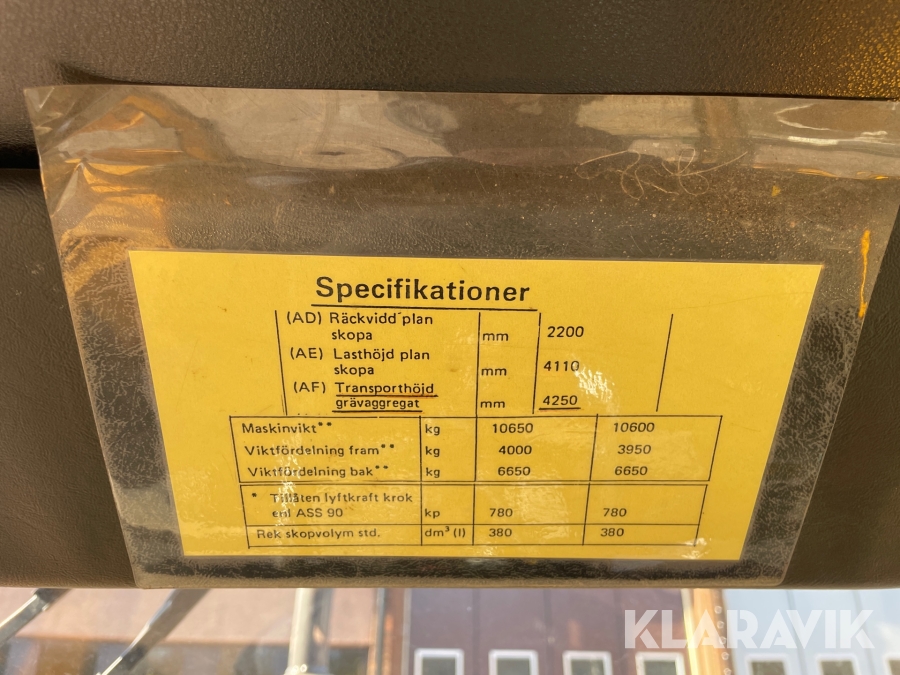 Specifikationer
(AD) Räckvidd plan
skopa mm 2200
(AE) Lasthöjd plan
skopa mm 4110
(AF) Transporthöjd
grävaggregat mm 4250
Maskinvikt** kg 10650 10600
Viktfördelning fram** kg 4000 3950
Viktfördelning bak** kg 6650 6650
* Tillåten lyftkraft krok
enl ASS 90 kp 780 780
Rek skopvolym std. dm³ (l) 380 380
KLARAVIK